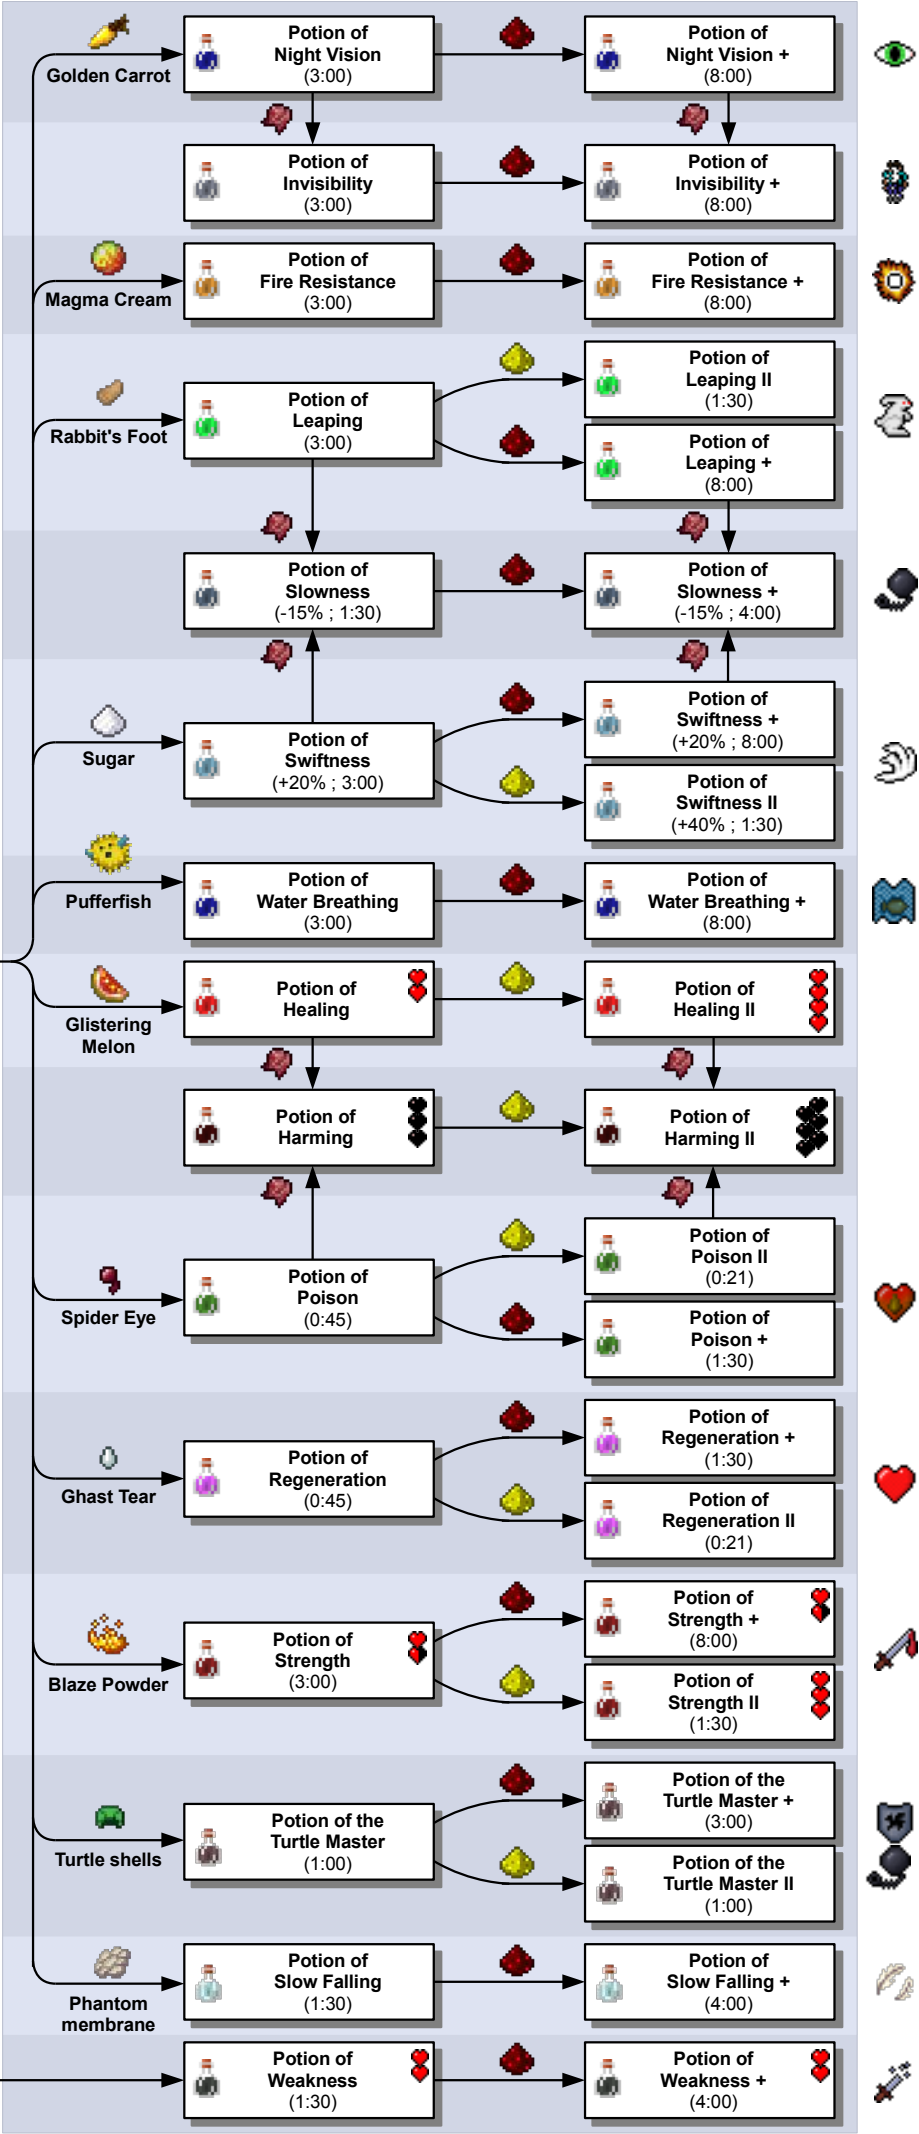 Golden Carrot
Potion of
Night Vision
(3:00)
Potion of
Night Vision +
(8:00)
Potion of
Invisibility
(3:00)
Potion of
Invisibility +
(8:00)
Magma Cream
Potion of
Fire Resistance
(3:00)
Potion of
Fire Resistance +
(8:00)
Rabbit's Foot
Potion of
Leaping
(3:00)
Potion of
Leaping II
(1:30)
Potion of
Leaping +
(8:00)
Potion of
Slowness
(-15% ; 1:30)
Potion of
Slowness +
(-15% ; 4:00)
Sugar
Potion of
Swiftness
(+20% ; 3:00)
Potion of
Swiftness +
(+20% ; 8:00)
Potion of
Swiftness II
(+40% ; 1:30)
Pufferfish
Potion of
Water Breathing
(3:00)
Potion of
Water Breathing +
(8:00)
Glistering
Melon
Potion of
Healing
Potion of
Healing II
Potion of
Harming
Potion of
Harming II
Spider Eye
Potion of
Poison
(0:45)
Potion of
Poison II
(0:21)
Potion of
Poison +
(1:30)
Ghast Tear
Potion of
Regeneration
(0:45)
Potion of
Regeneration +
(1:30)
Potion of
Regeneration II
(0:21)
Blaze Powder
Potion of
Strength
(3:00)
Potion of
Strength +
(8:00)
Potion of
Strength II
(1:30)
Turtle shells
Potion of the
Turtle Master
(1:00)
Potion of the
Turtle Master +
(3:00)
Potion of the
Turtle Master II
(1:00)
Phantom
membrane
Potion of
Slow Falling
(1:30)
Potion of
Slow Falling +
(4:00)
Potion of
Weakness
(1:30)
Potion of
Weakness +
(4:00)